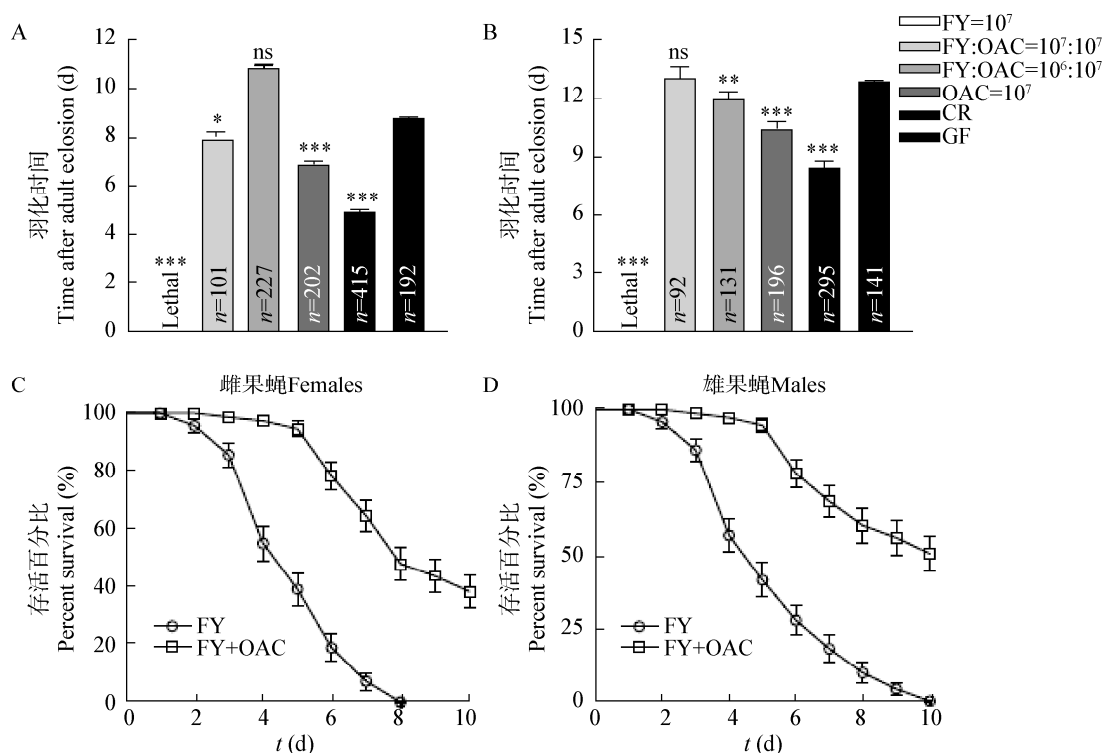 A
羽化时间
Time after adult eclosion (d)
12
10
8
6
4
2
0
***
Lethal
*
n=101
ns
n=227
***
n=202
***
n=415
n=192
B
羽化时间
Time after adult eclosion (d)
15
12
9
6
3
0
***
Lethal
ns
n=92
**
n=131
***
n=196
***
n=295
n=141
FY=10⁷
FY:OAC=10⁷:10⁷
FY:OAC=10⁶:10⁷
OAC=10⁷
CR
GF
C
雌果蝇Females
存活百分比
Percent survival (%)
100
80
60
40
20
0
FY
FY+OAC
0 2 4 6 8 10
t (d)
D
雄果蝇Males
存活百分比
Percent survival (%)
100
75
50
25
0
FY
FY+OAC
0 2 4 6 8 10
t (d)